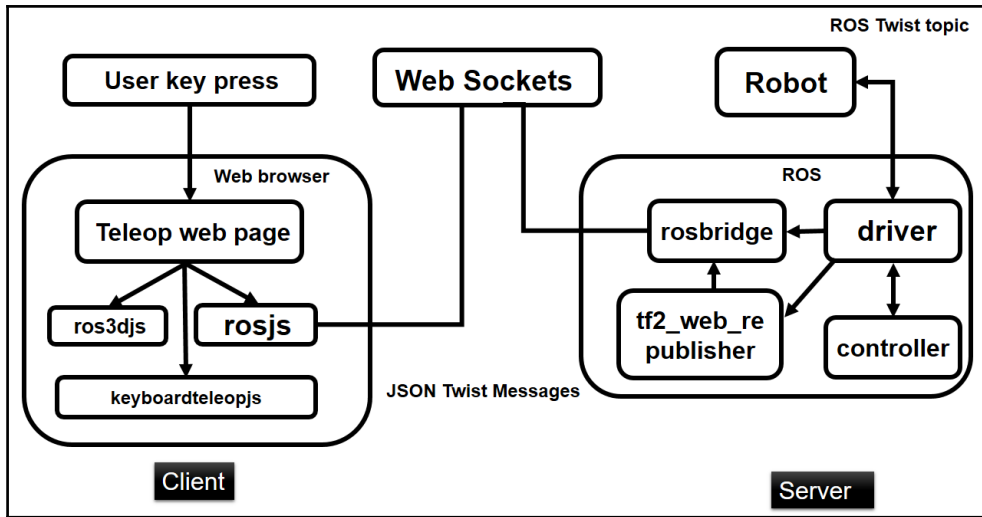 ROS Twist topic
User key press
Web Sockets
Robot
Web browser
ROS
Teleop web page
rosbridge
driver
ros3djs
rosjs
tf2_web_re
publisher
controller
keyboardteleopjs
JSON Twist Messages
Client
Server